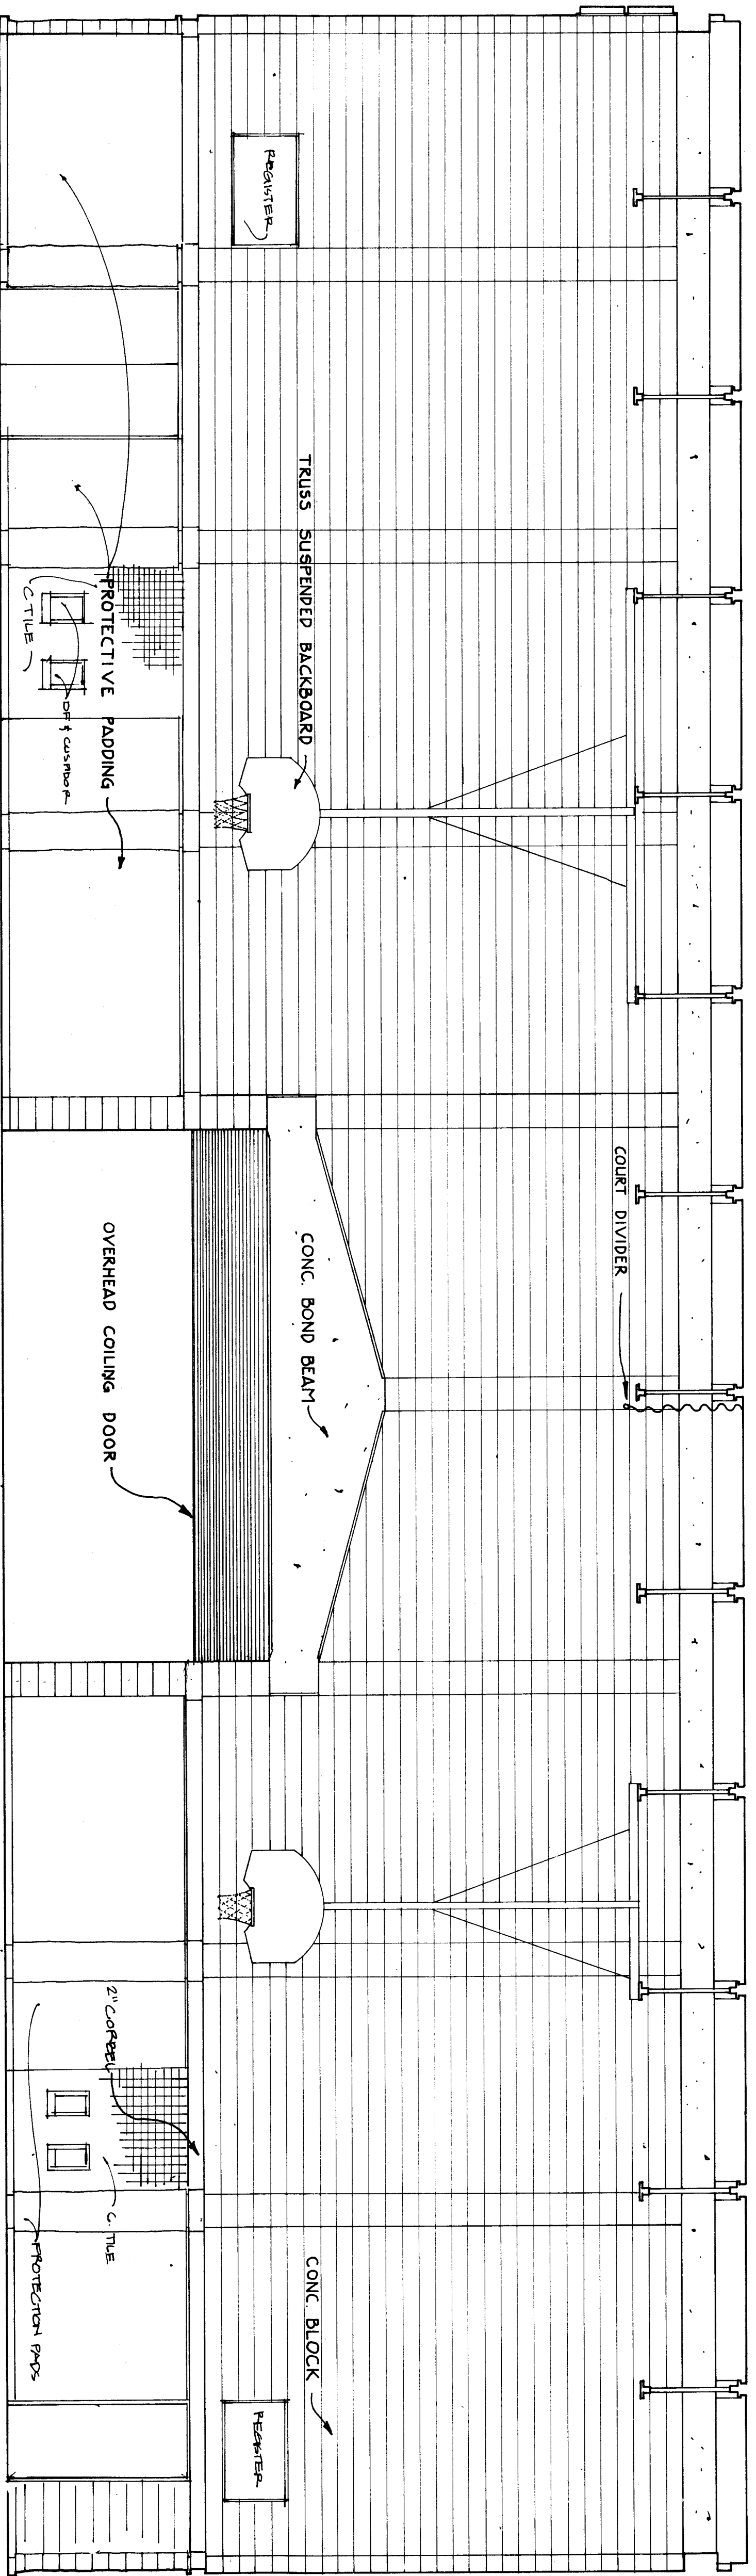 COURT DIVIDER
TRUSS SUSPENDED BACKBOARD
CONC. BOND BEAM
CONC. BLOCK
REGISTER
REGISTER
PROTECTIVE PADDING
OVERHEAD COILING DOOR
2" CORBEL
C. TILE
DF & CUSPIDOR
C TILE
PROTECTION PADS